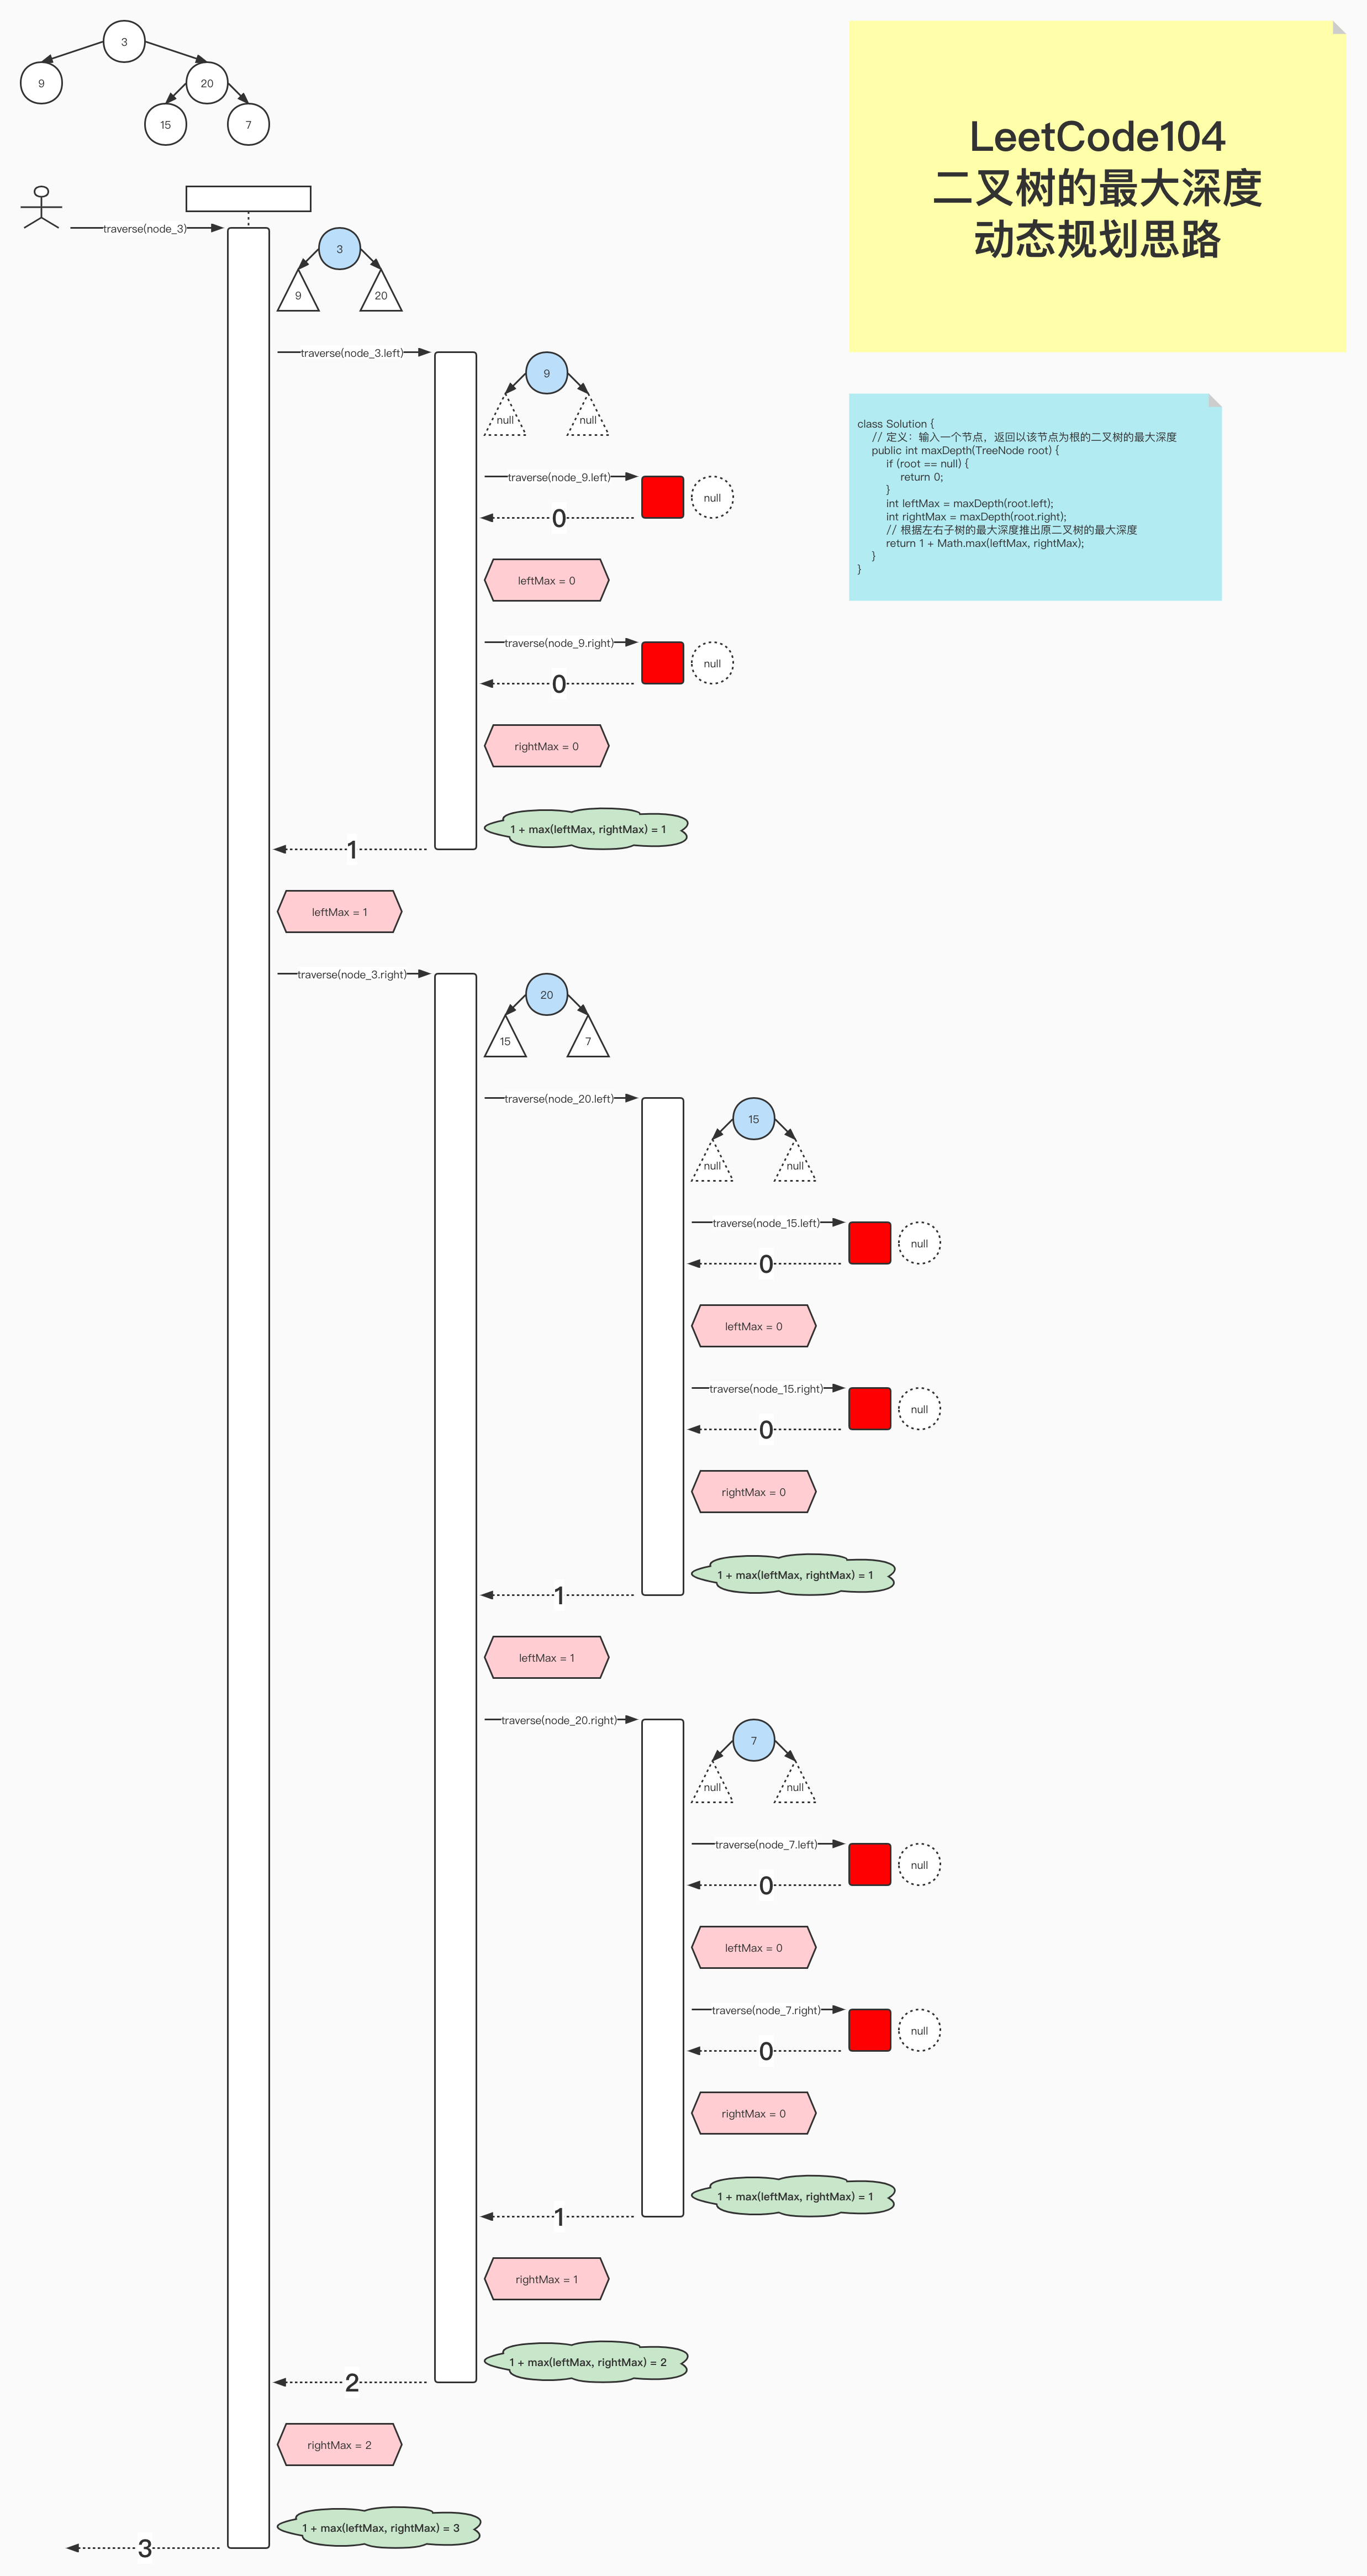 3
9
20
15
7
LeetCode104
二叉树的最大深度
动态规划思路
traverse(node_3)
3
9
20
class Solution {
// 定义：输入一个节点，返回以该节点为根的二叉树的最大深度
public int maxDepth(TreeNode root) {
if (root == null) {
return 0;
}
int leftMax = maxDepth(root.left);
int rightMax = maxDepth(root.right);
// 根据左右子树的最大深度推出原二叉树的最大深度
return 1 + Math.max(leftMax, rightMax);
}
}
traverse(node_3.left)
9
null
null
traverse(node_9.left)
null
0
leftMax = 0
traverse(node_9.right)
null
0
rightMax = 0
1 + max(leftMax, rightMax) = 1
1
leftMax = 1
traverse(node_3.right)
20
15
7
traverse(node_20.left)
15
null
null
traverse(node_15.left)
null
0
leftMax = 0
traverse(node_15.right)
null
0
rightMax = 0
1 + max(leftMax, rightMax) = 1
1
leftMax = 1
traverse(node_20.right)
7
null
null
traverse(node_7.left)
null
0
leftMax = 0
traverse(node_7.right)
null
0
rightMax = 0
1 + max(leftMax, rightMax) = 1
1
rightMax = 1
1 + max(leftMax, rightMax) = 2
2
rightMax = 2
1 + max(leftMax, rightMax) = 3
3